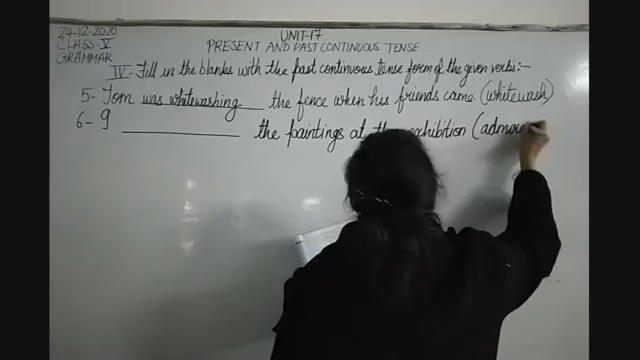 24-12-2020
CLASS-V
GRAMMAR
UNIT-17
PRESENT AND PAST CONTINUOUS TENSE
IV- Fill in the blanks with the past continuous tense form of the given verbs:-
5- Tom was whitewashing the fence when his friends came. (whitewash)
6- I ____________ the paintings at exhibition